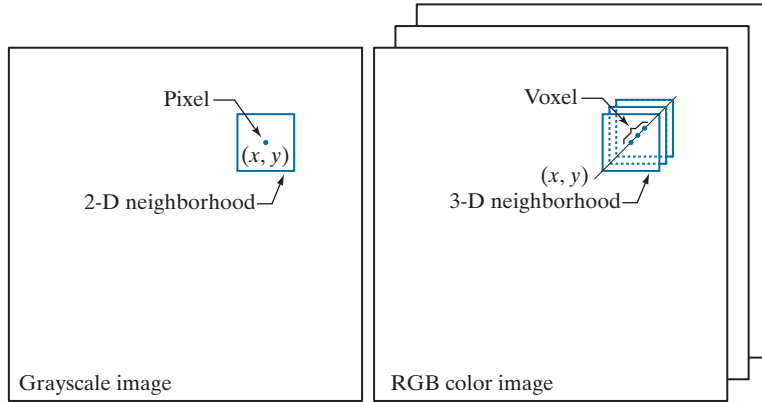 Pixel
(x, y)
2-D neighborhood
Grayscale image
Voxel
(x, y)
3-D neighborhood
RGB color image